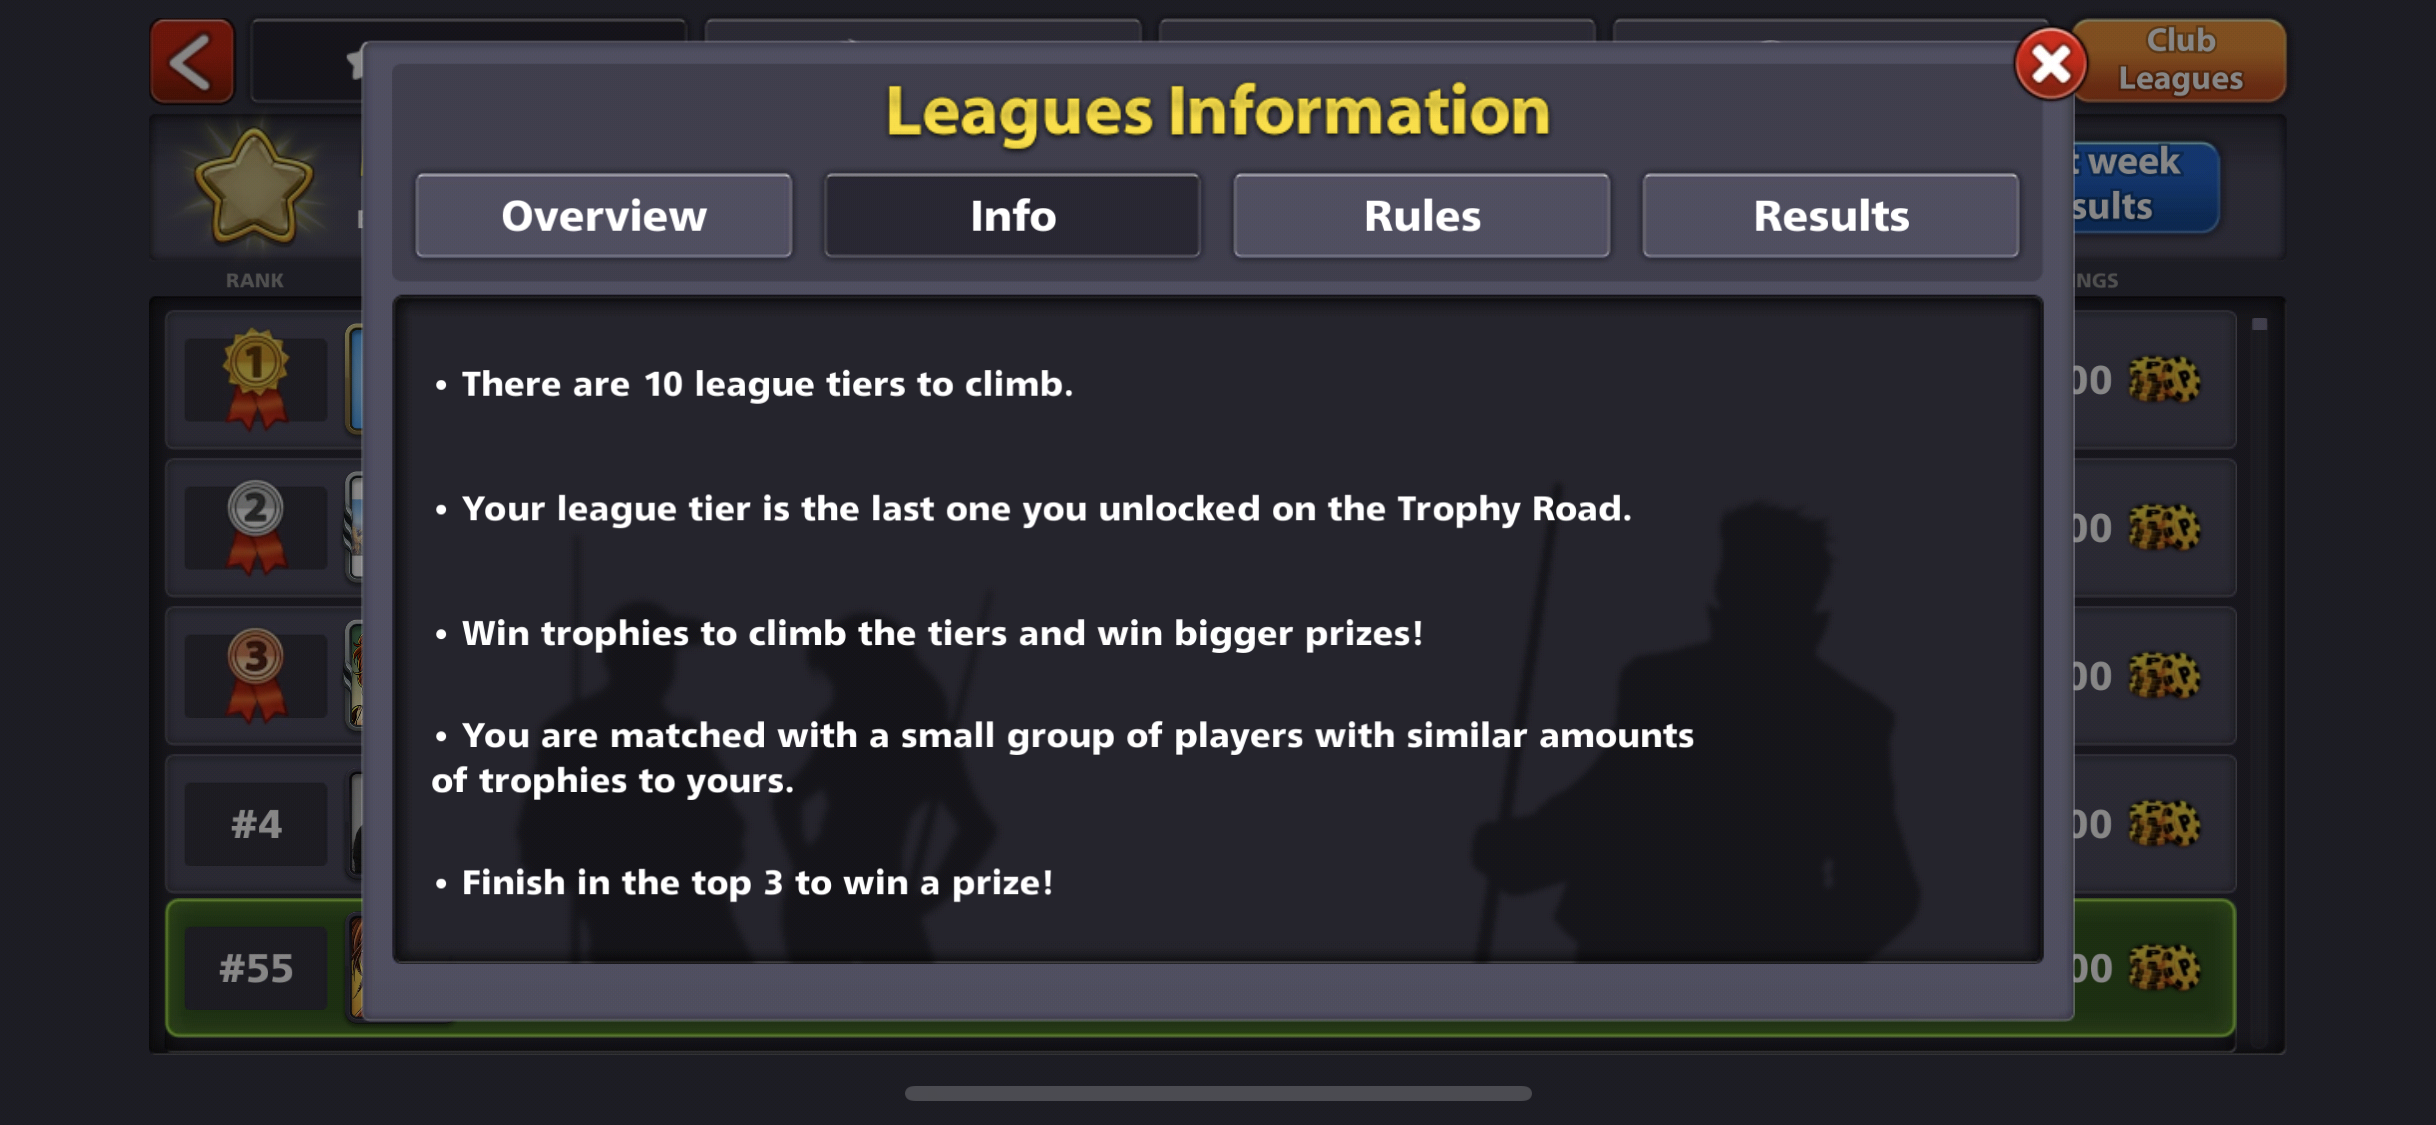 Club
Leagues
Leagues Information
Overview
Info
Rules
Results
week
RANK
1
2
3
#4
#55
• There are 10 league tiers to climb.
• Your league tier is the last one you unlocked on the Trophy Road.
• Win trophies to climb the tiers and win bigger prizes!
• You are matched with a small group of players with similar amounts
of trophies to yours.
• Finish in the top 3 to win a prize!